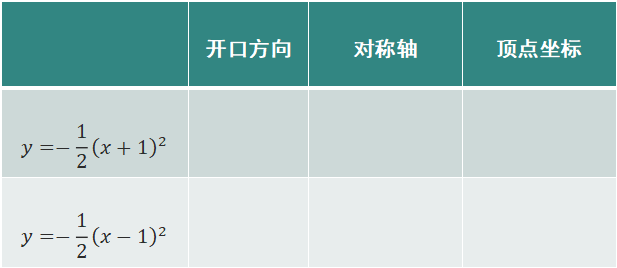 开口方向 对称轴 顶点坐标
y =− 1/2 (x + 1)²
y =− 1/2 (x − 1)²